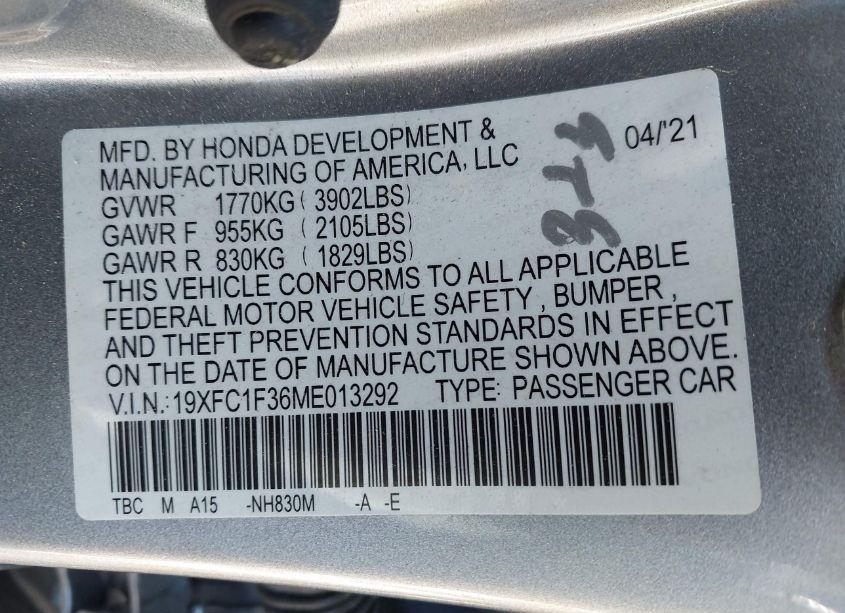 MFD. BY HONDA DEVELOPMENT &
MANUFACTURING OF AMERICA, LLC
04/'21
GVWR 1770KG ( 3902LBS)
GAWR F 955KG ( 2105LBS)
GAWR R 830KG ( 1829LBS)
THIS VEHICLE CONFORMS TO ALL APPLICABLE
FEDERAL MOTOR VEHICLE SAFETY , BUMPER ,
AND THEFT PREVENTION STANDARDS IN EFFECT
ON THE DATE OF MANUFACTURE SHOWN ABOVE.
V.I.N.:19XFC1F36ME013292 TYPE: PASSENGER CAR
TBC M A15 -NH830M -A -E